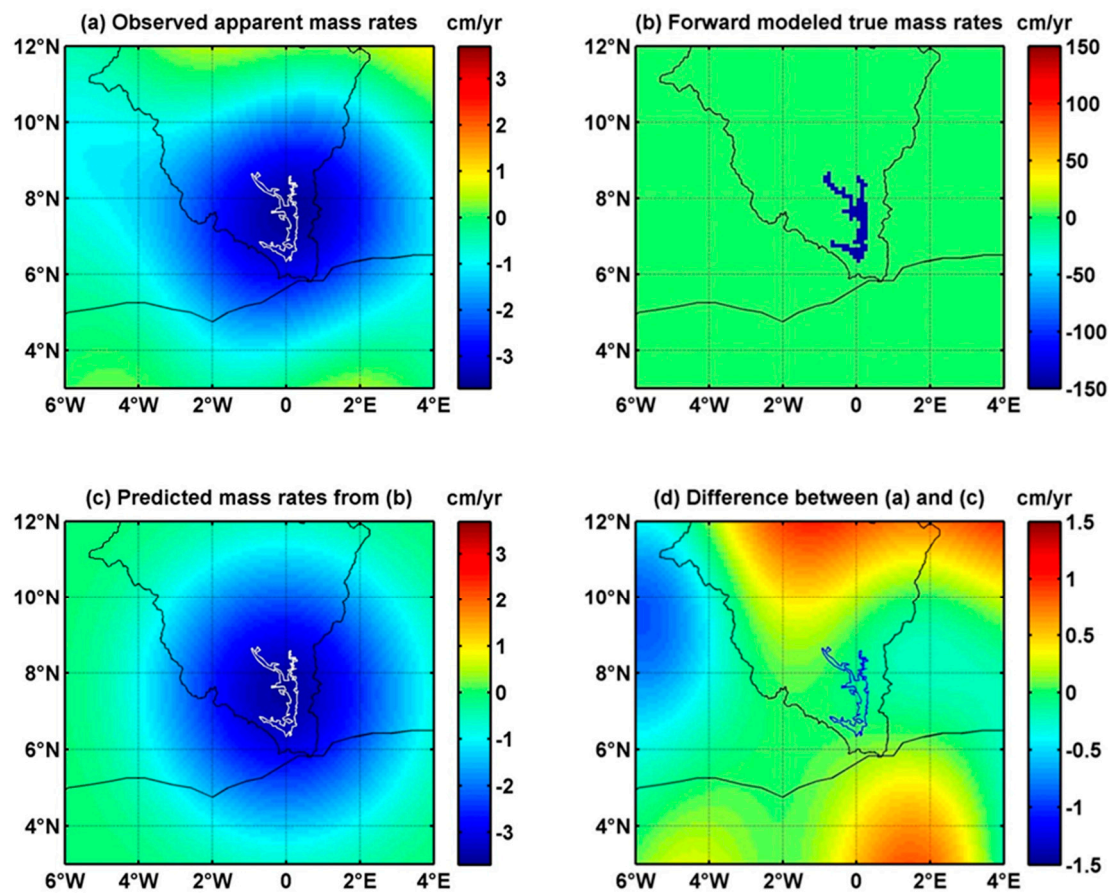 (a) Observed apparent mass rates cm/yr
12°N
10°N
8°N
6°N
4°N
6°W 4°W 2°W 0 2°E 4°E
3
2
1
0
-1
-2
-3
(b) Forward modeled true mass rates cm/yr
12°N
10°N
8°N
6°N
4°N
6°W 4°W 2°W 0 2°E 4°E
150
100
50
0
-50
-100
-150
(c) Predicted mass rates from (b) cm/yr
12°N
10°N
8°N
6°N
4°N
6°W 4°W 2°W 0 2°E 4°E
3
2
1
0
-1
-2
-3
(d) Difference between (a) and (c) cm/yr
12°N
10°N
8°N
6°N
4°N
6°W 4°W 2°W 0 2°E 4°E
1.5
1
0.5
0
-0.5
-1
-1.5